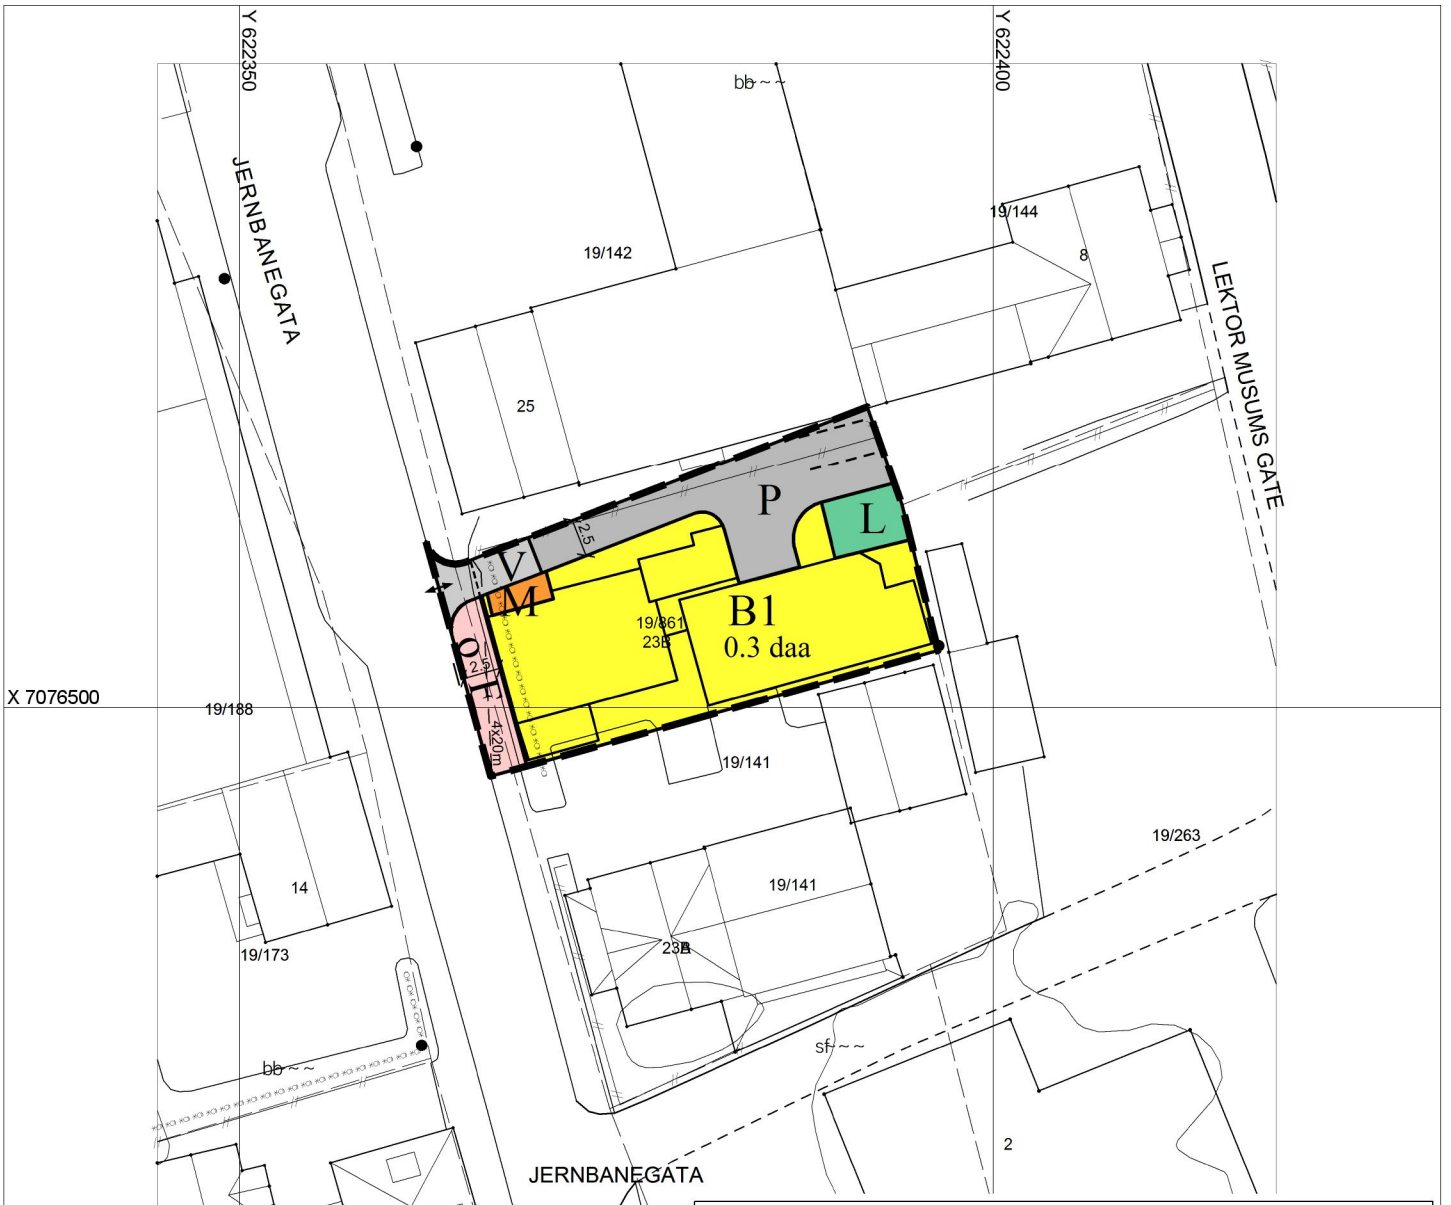 Y 622350
Y 622400
bb~~
JERNBANEGATA
19/144
19/142
8
LEKTOR MUSUMS GATE
25
P
L
2.5
V
M
B1
19/861
23B
0.3 daa
o
T
2.5
4x20m
X 7076500
19/188
19/141
19/263
14
19/141
23A
19/173
sf~~~
bb~~
2
JERNBANEGATA